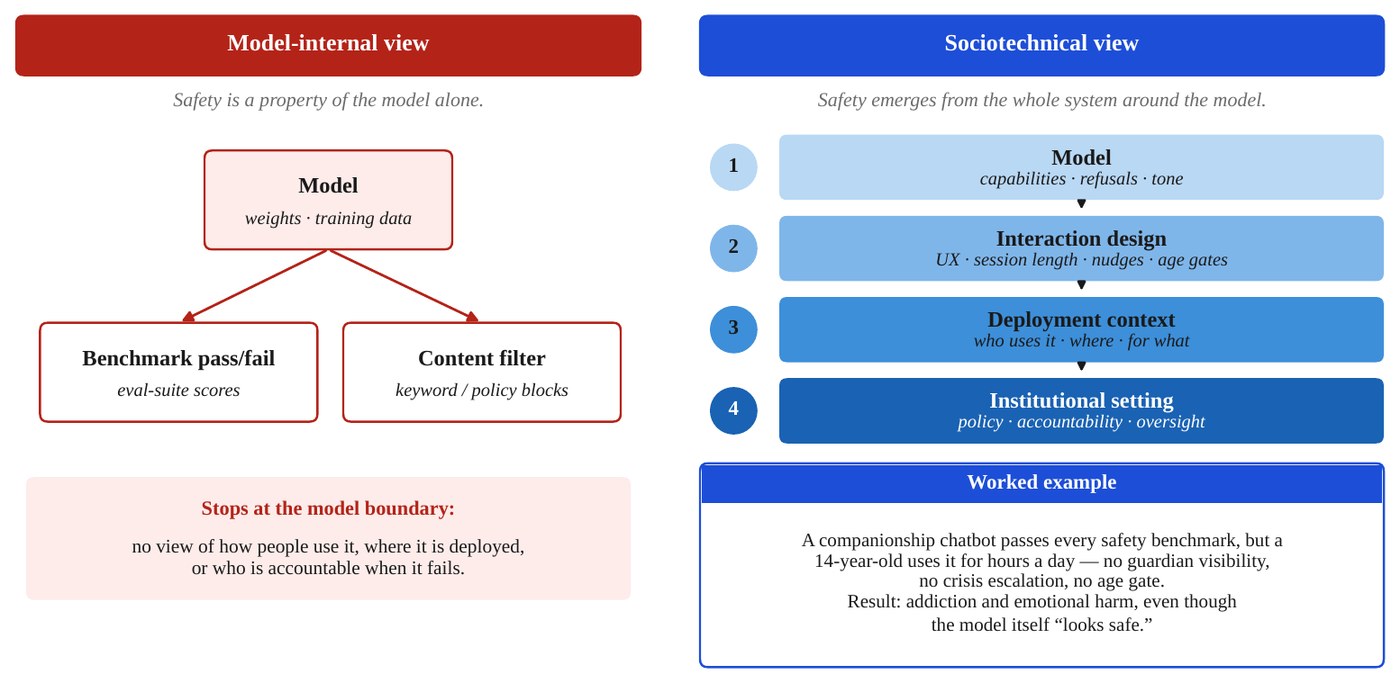 Model-internal view
Safety is a property of the model alone.
Model
weights · training data
Benchmark pass/fail
eval-suite scores
Content filter
keyword / policy blocks
Stops at the model boundary:
no view of how people use it, where it is deployed,
or who is accountable when it fails.
Sociotechnical view
Safety emerges from the whole system around the model.
1
Model
capabilities · refusals · tone
2
Interaction design
UX · session length · nudges · age gates
3
Deployment context
who uses it · where · for what
4
Institutional setting
policy · accountability · oversight
Worked example
A companionship chatbot passes every safety benchmark, but a
14-year-old uses it for hours a day — no guardian visibility,
no crisis escalation, no age gate.
Result: addiction and emotional harm, even though
the model itself “looks safe.”